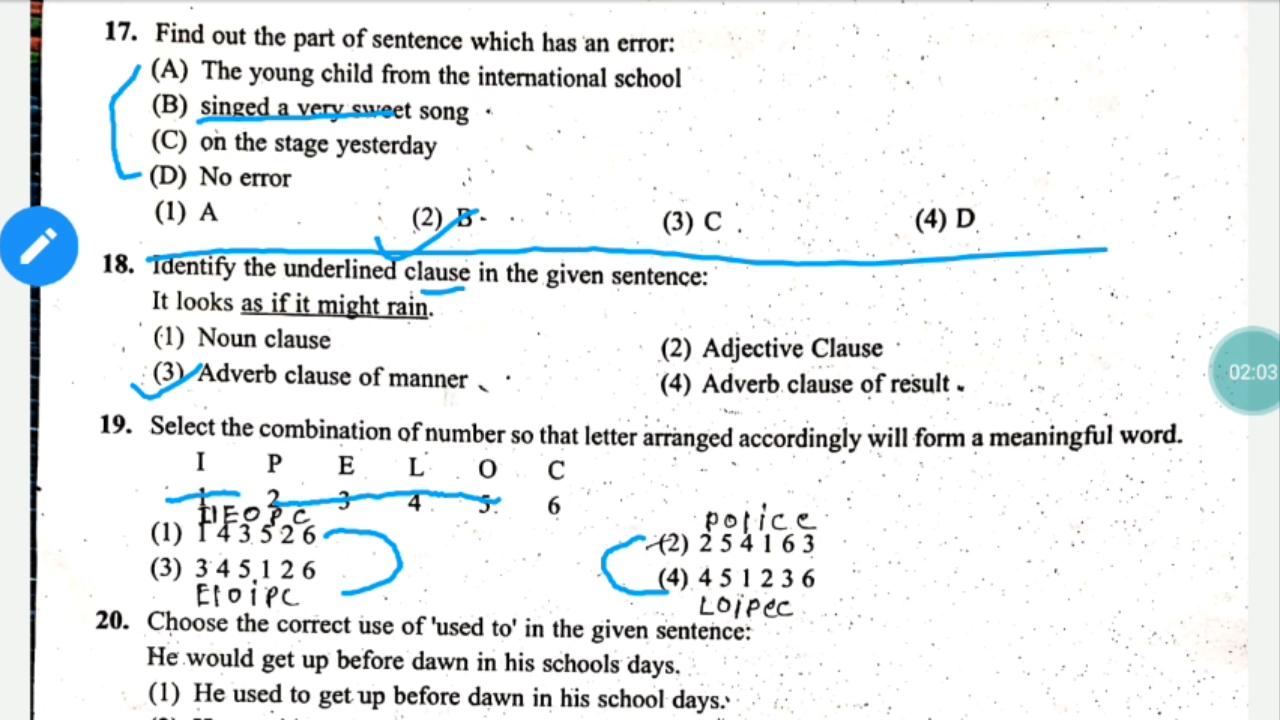 17. Find out the part of sentence which has an error:
(A) The young child from the international school
(B) singed a very sweet song
(C) on the stage yesterday
(D) No error
(1) A (2) B (3) C (4) D
18. Identify the underlined clause in the given sentence:
It looks as if it might rain.
(1) Noun clause (2) Adjective Clause
(3) Adverb clause of manner (4) Adverb clause of result
02:03
19. Select the combination of number so that letter arranged accordingly will form a meaningful word.
I P E L O C
1 2 3 4 5 6
police
(1) 1 4 3 5 2 6 (2) 2 5 4 1 6 3
(3) 3 4 5 1 2 6 (4) 4 5 1 2 3 6
EloiPC LOiPec
20. Choose the correct use of 'used to' in the given sentence:
He would get up before dawn in his schools days.
(1) He used to get up before dawn in his school days.